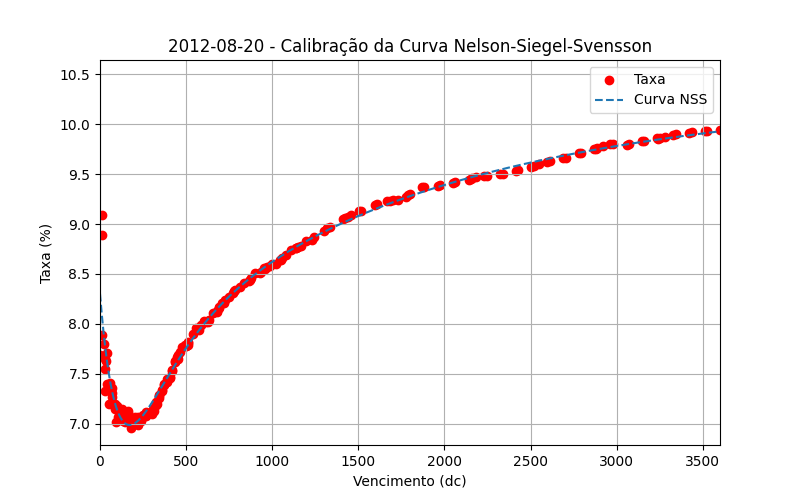 2012-08-20 - Calibração da Curva Nelson-Siegel-Svensson
Taxa
Curva NSS
Taxa (%)
10.5
10.0
9.5
9.0
8.5
8.0
7.5
7.0
0 500 1000 1500 2000 2500 3000 3500
Vencimento (dc)